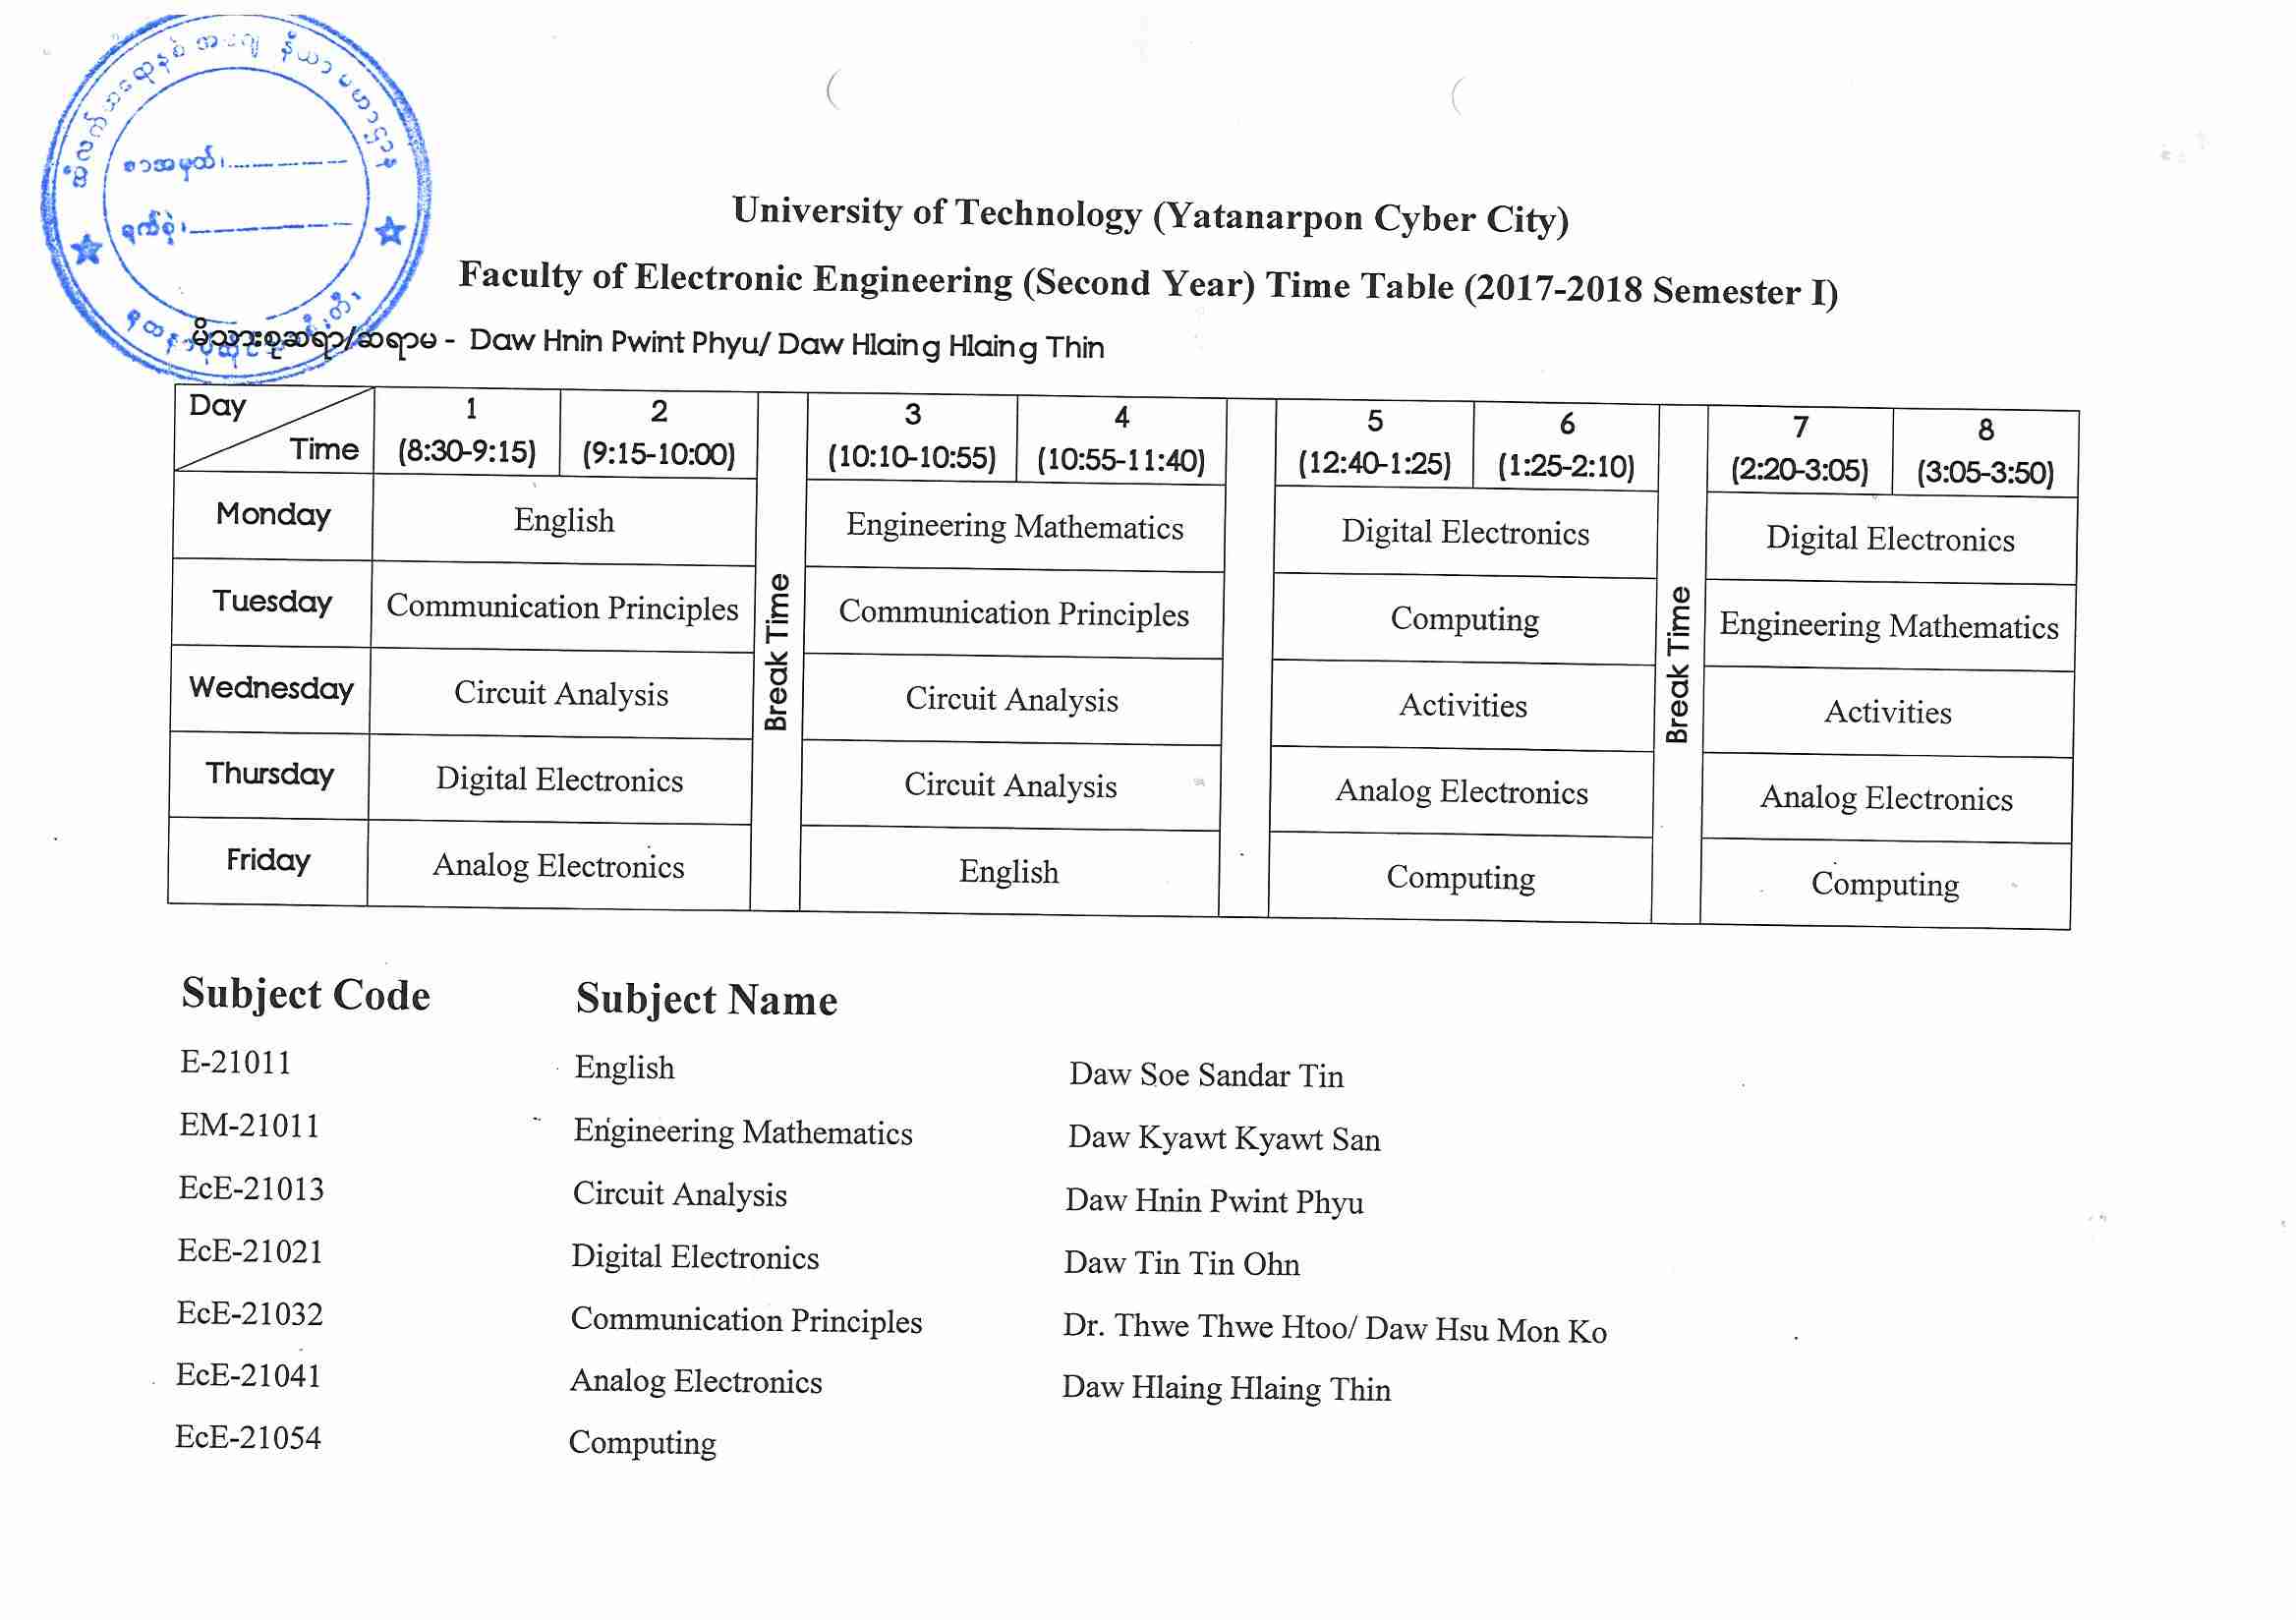 စာအမှတ်၊
ရက်စွဲ၊
University of Technology (Yatanarpon Cyber City)
Faculty of Electronic Engineering (Second Year) Time Table (2017-2018 Semester I)
မိသားစုဆရာ/ဆရာမ - Daw Hnin Pwint Phyu/ Daw Hlaing Hlaing Thin
Day 1 2 3 4 5 6 7 8
Time (8:30-9:15) (9:15-10:00) (10:10-10:55) (10:55-11:40) (12:40-1:25) (1:25-2:10) (2:20-3:05) (3:05-3:50)
Monday English Engineering Mathematics Digital Electronics Digital Electronics
Tuesday Communication Principles Communication Principles Computing Engineering Mathematics
Break Time
Break Time
Wednesday Circuit Analysis Circuit Analysis Activities Activities
Thursday Digital Electronics Circuit Analysis Analog Electronics Analog Electronics
Friday Analog Electronics English Computing Computing
Subject Code Subject Name
E-21011 English Daw Soe Sandar Tin
EM-21011 Engineering Mathematics Daw Kyawt Kyawt San
EcE-21013 Circuit Analysis Daw Hnin Pwint Phyu
EcE-21021 Digital Electronics Daw Tin Tin Ohn
EcE-21032 Communication Principles Dr. Thwe Thwe Htoo/ Daw Hsu Mon Ko
EcE-21041 Analog Electronics Daw Hlaing Hlaing Thin
EcE-21054 Computing